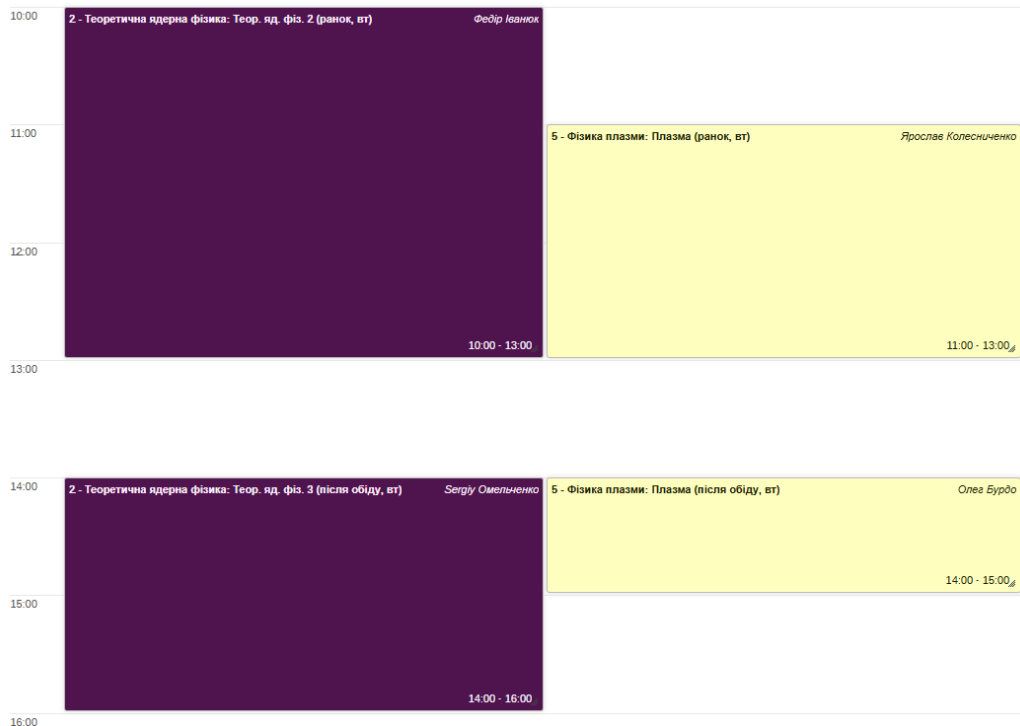 10:00
2 - Теоретична ядерна фізика: Теор. яд. фіз. 2 (ранок, вт) Федір Іванюк
11:00
5 - Фізика плазми: Плазма (ранок, вт) Ярослав Колесниченко
12:00
10:00 - 13:00
11:00 - 13:00
13:00
14:00
2 - Теоретична ядерна фізика: Теор. яд. фіз. 3 (після обіду, вт) Sergiy Омельченко
5 - Фізика плазми: Плазма (після обіду, вт) Олег Бурдо
14:00 - 15:00
15:00
14:00 - 16:00
16:00